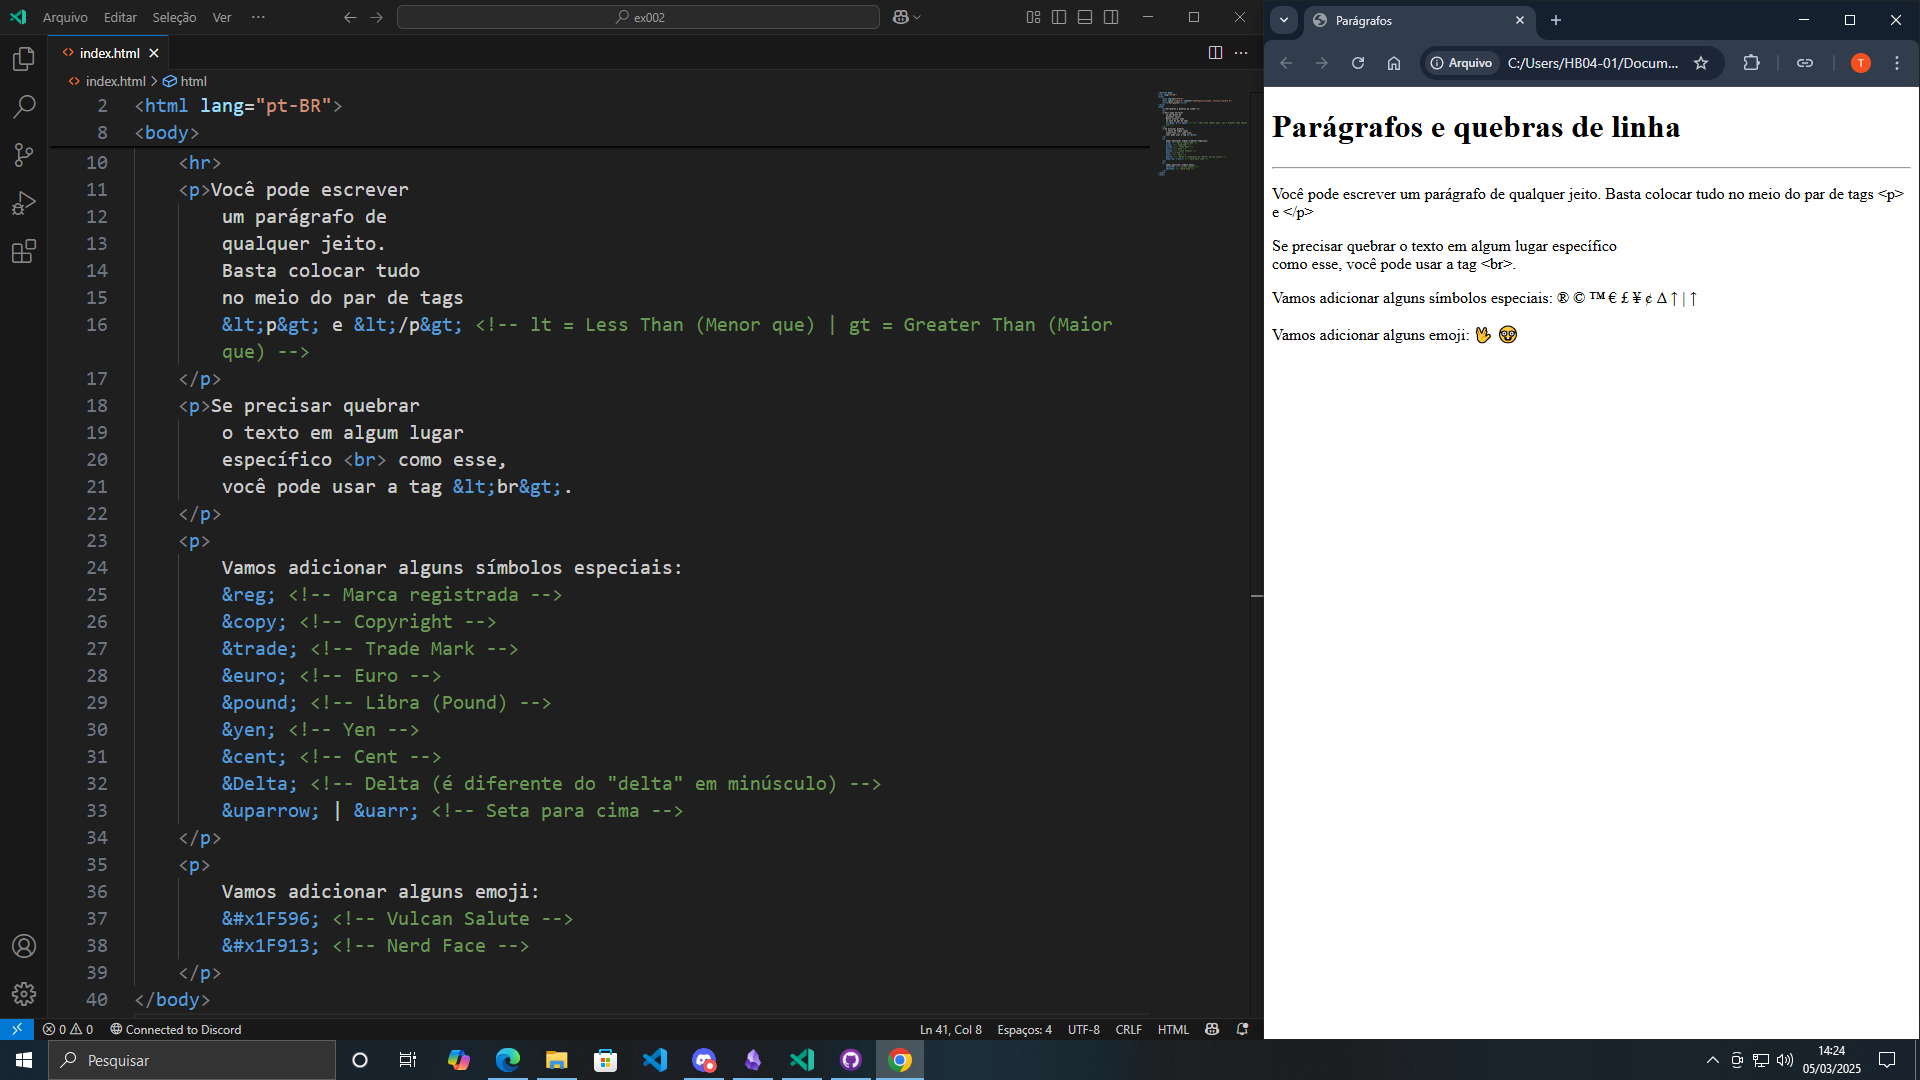 Arquivo Editar Seleção Ver ···
ex002
index.html
index.html > html
2 <html lang="pt-BR">
8 <body>
10 <hr>
11 <p>Você pode escrever
12 um parágrafo de
13 qualquer jeito.
14 Basta colocar tudo
15 no meio do par de tags
16 &lt;p&gt; e &lt;/p&gt; <!-- lt = Less Than (Menor que) | gt = Greater Than (Maior
que) -->
17 </p>
18 <p>Se precisar quebrar
19 o texto em algum lugar
20 específico <br> como esse,
21 você pode usar a tag &lt;br&gt;.
22 </p>
23 <p>
24 Vamos adicionar alguns símbolos especiais:
25 &reg; <!-- Marca registrada -->
26 &copy; <!-- Copyright -->
27 &trade; <!-- Trade Mark -->
28 &euro; <!-- Euro -->
29 &pound; <!-- Libra (Pound) -->
30 &yen; <!-- Yen -->
31 &cent; <!-- Cent -->
32 &Delta; <!-- Delta (é diferente do "delta" em minúsculo) -->
33 &uparrow; | &uarr; <!-- Seta para cima -->
34 </p>
35 <p>
36 Vamos adicionar alguns emoji:
37 &#x1F596; <!-- Vulcan Salute -->
38 &#x1F913; <!-- Nerd Face -->
39 </p>
40 </body>
0 0 Connected to Discord
Ln 41, Col 8 Espaços: 4 UTF-8 CRLF HTML
Parágrafos
Arquivo C:/Users/HB04-01/Docum...
T
Parágrafos e quebras de linha
Você pode escrever um parágrafo de qualquer jeito. Basta colocar tudo no meio do par de tags <p>
e </p>
Se precisar quebrar o texto em algum lugar específico
como esse, você pode usar a tag <br>.
Vamos adicionar alguns símbolos especiais: ® © ™ € £ ¥ ¢ Δ ↑ | ↑
Vamos adicionar alguns emoji: 🖖 🤓
Pesquisar
14:24
05/03/2025